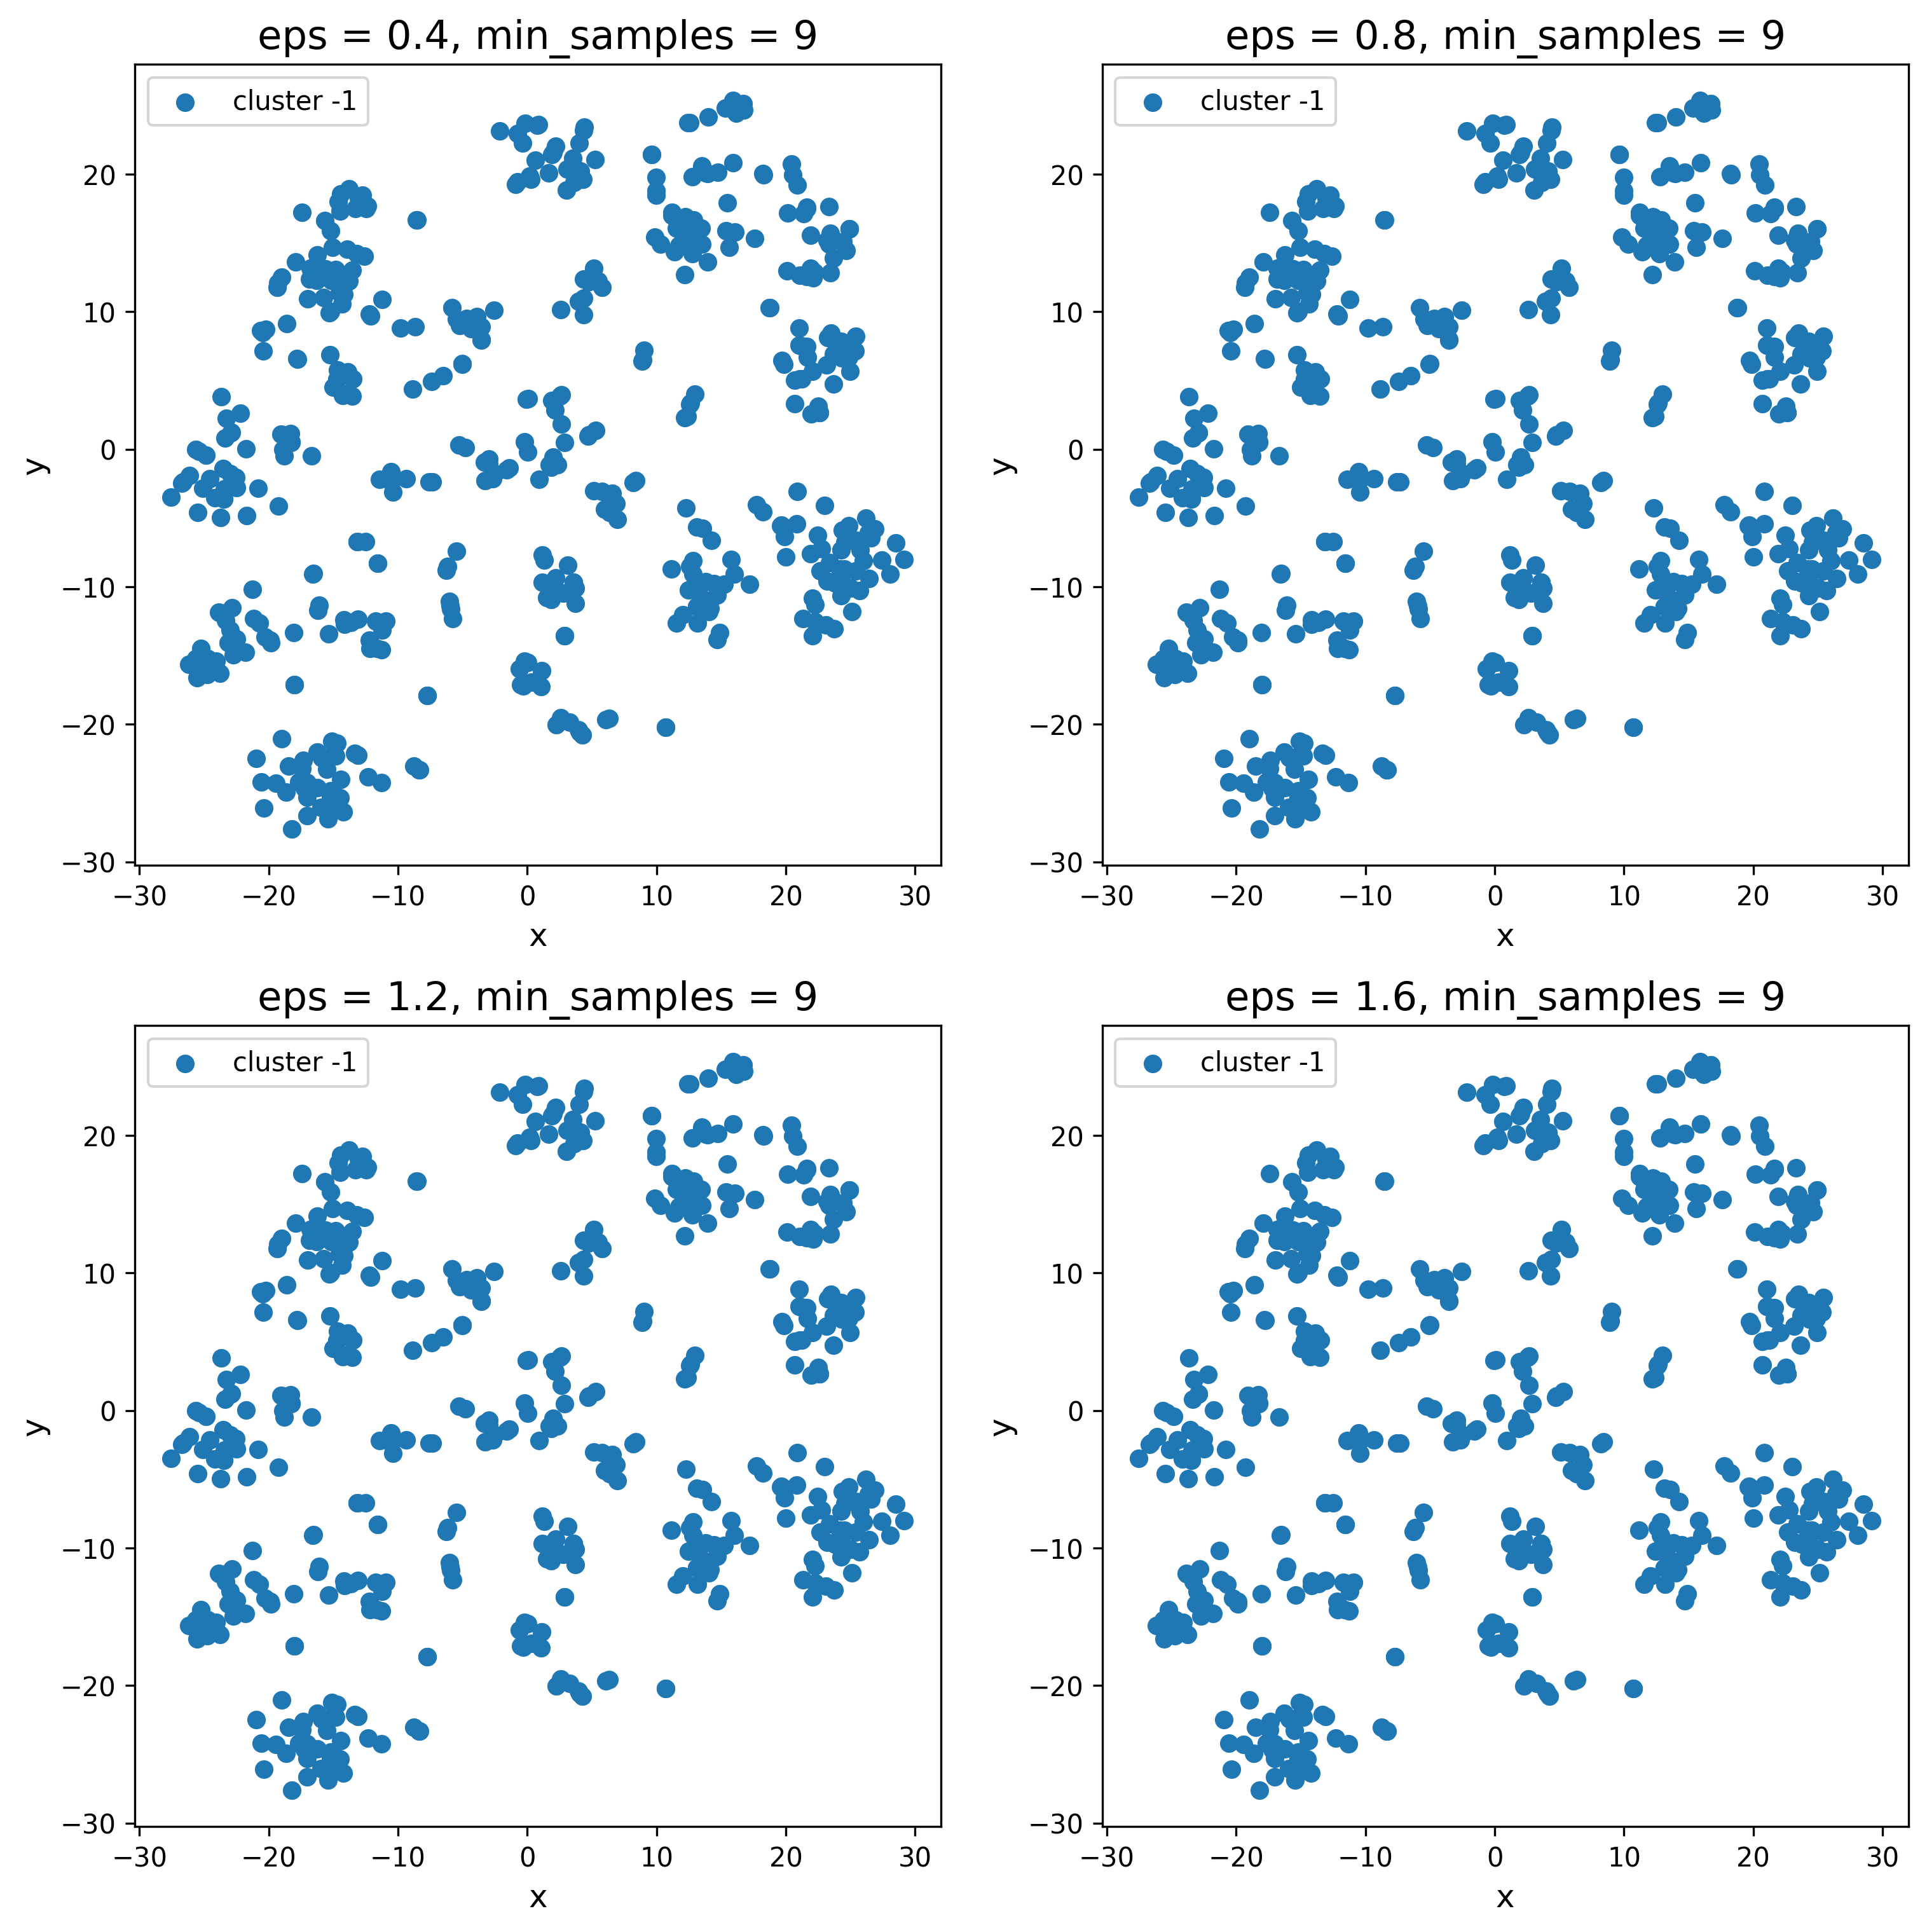 eps = 0.4, min_samples = 9
cluster -1
20
10
0
−10
−20
−30
y
−30 −20 −10 0 10 20 30
x
eps = 0.8, min_samples = 9
cluster -1
20
10
0
−10
−20
−30
y
−30 −20 −10 0 10 20 30
x
eps = 1.2, min_samples = 9
cluster -1
20
10
0
−10
−20
−30
y
−30 −20 −10 0 10 20 30
x
eps = 1.6, min_samples = 9
cluster -1
20
10
0
−10
−20
−30
y
−30 −20 −10 0 10 20 30
x